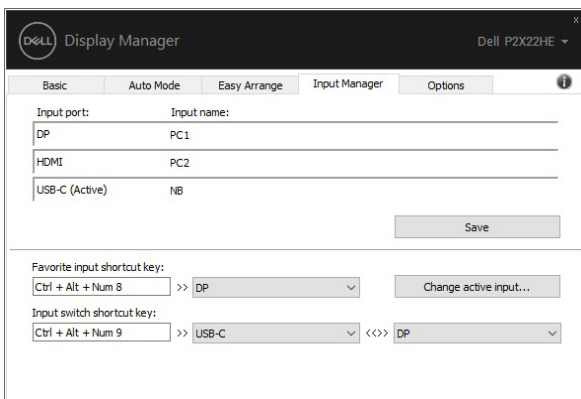 DELL Display Manager Dell P2X22HE
x
Basic Auto Mode Easy Arrange Input Manager Options i
Input port: Input name:
DP PC1
HDMI PC2
USB-C (Active) NB
Save
Favorite input shortcut key:
Ctrl + Alt + Num 8 >> DP Change active input...
Input switch shortcut key:
Ctrl + Alt + Num 9 >> USB-C <<>> DP